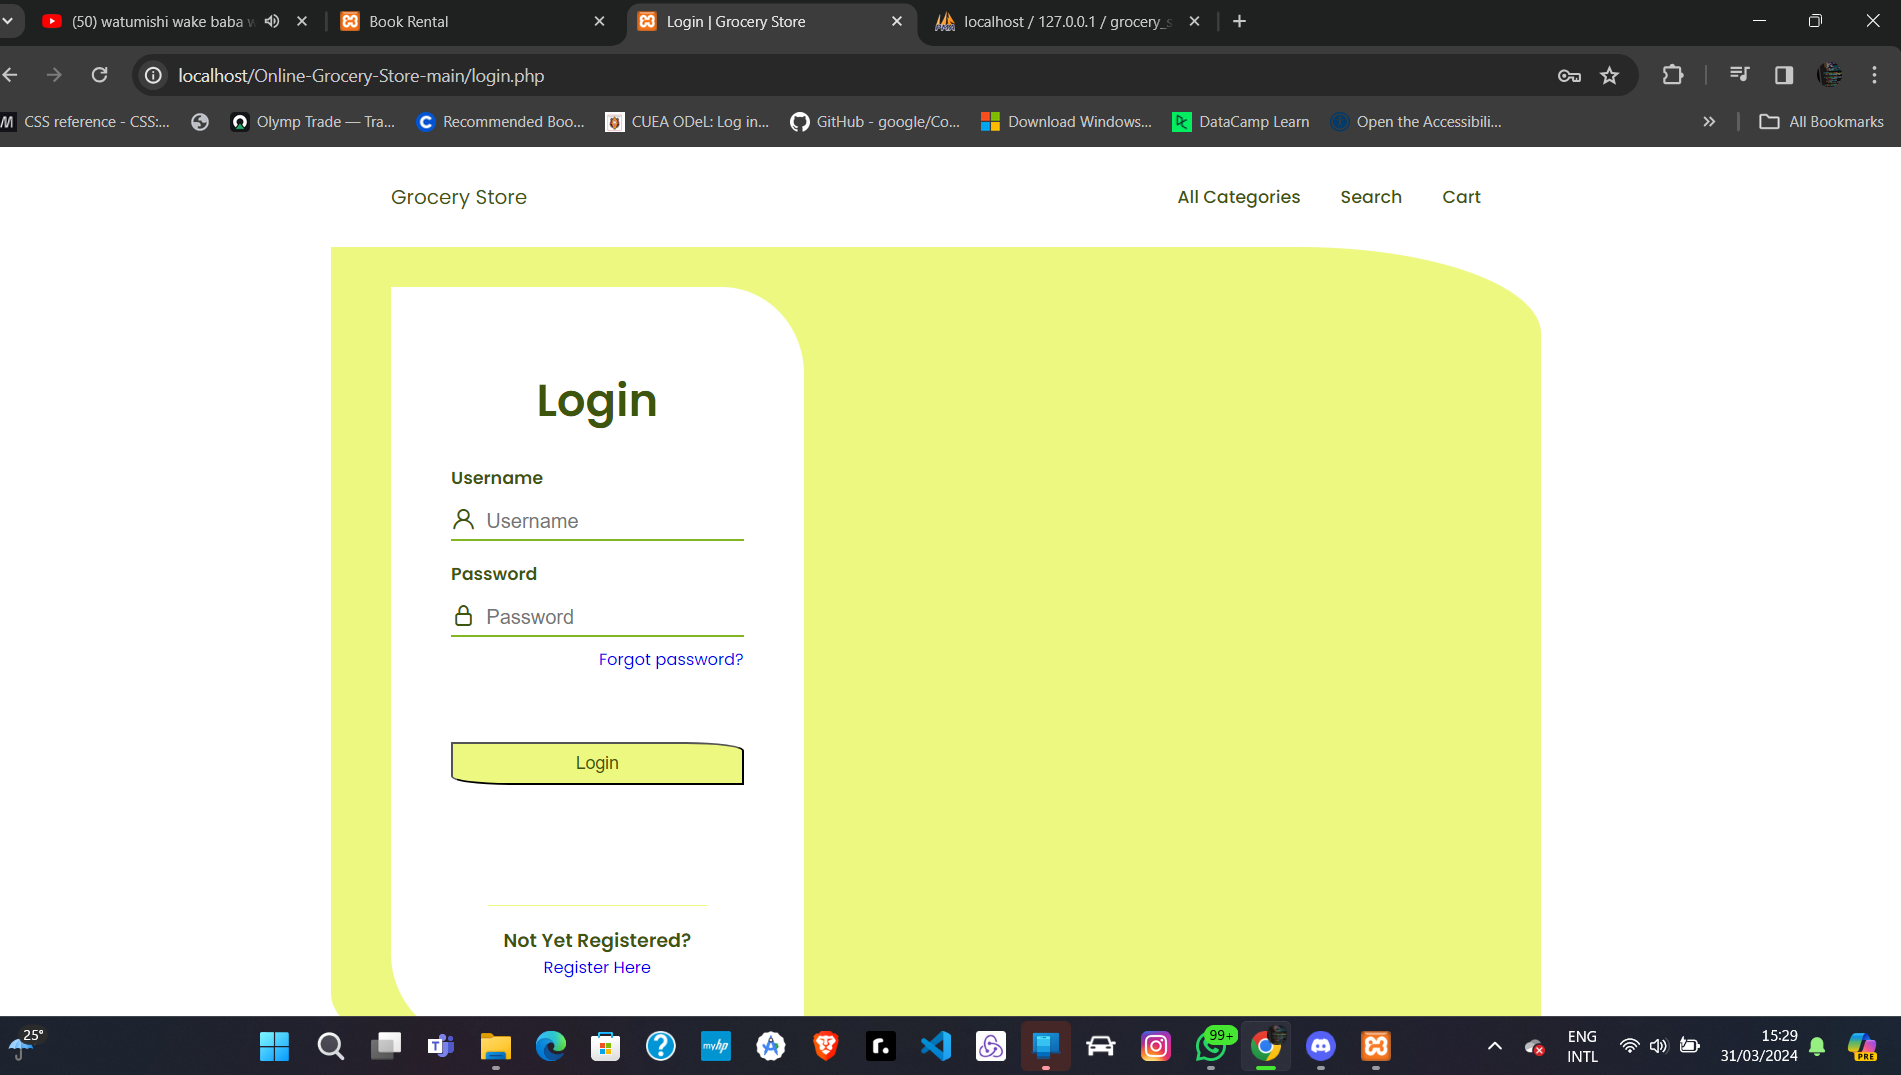 (50) watumishi wake baba
Book Rental
Login | Grocery Store
localhost / 127.0.0.1 / grocery_s
localhost/Online-Grocery-Store-main/login.php
CSS reference - CSS:...
Olymp Trade — Tra...
Recommended Boo...
CUEA ODeL: Log in...
GitHub - google/Co...
Download Windows...
DataCamp Learn
Open the Accessibili...
»
All Bookmarks
Grocery Store
All Categories
Search
Cart
Login
Username
Username
Password
Password
Forgot password?
Login
Not Yet Registered?
Register Here
25°
myhp
r.
99+
ENG
INTL
15:29
31/03/2024
PRE